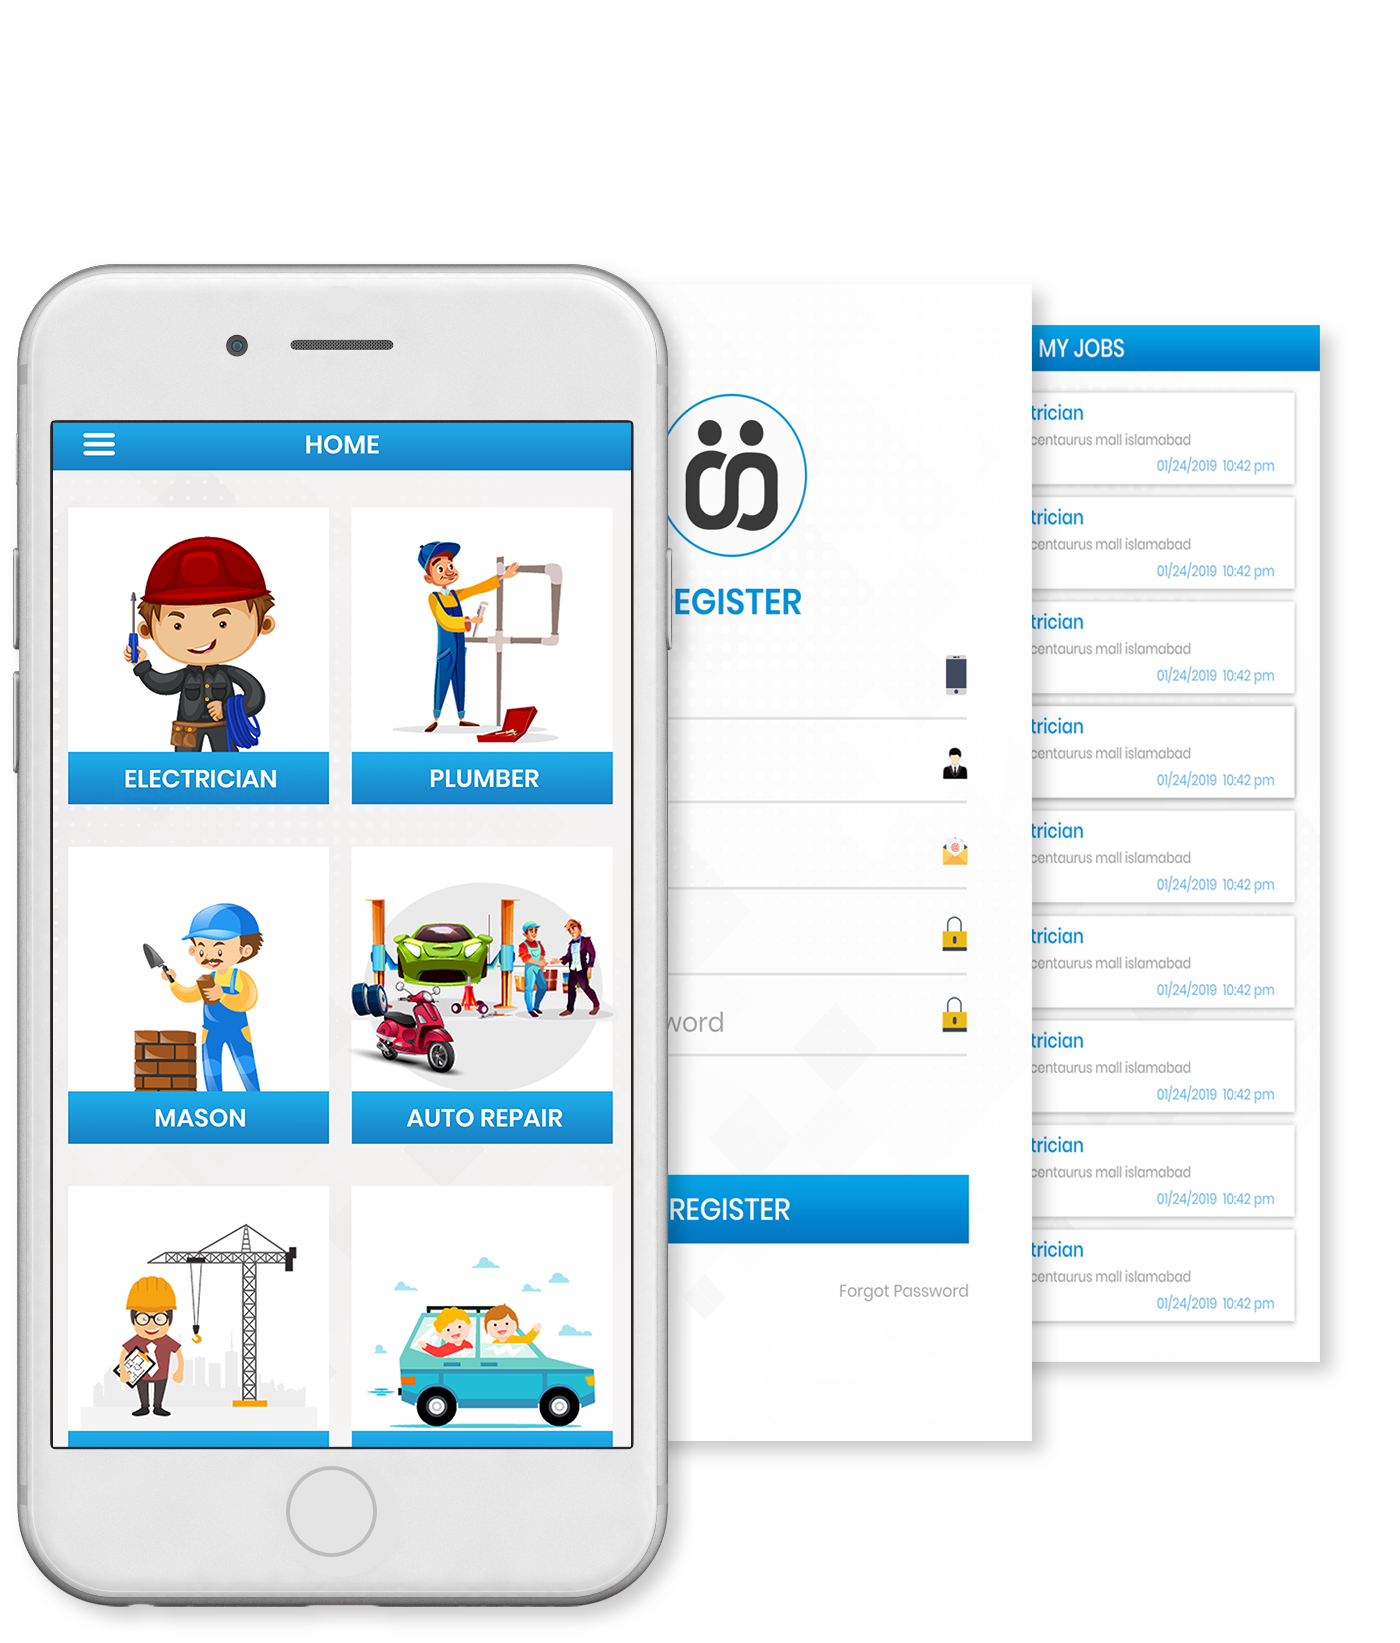 HOME
ELECTRICIAN
PLUMBER
MASON
AUTO REPAIR
EGISTER
word
REGISTER
Forgot Password
MY JOBS
trician
centaurus mall islamabad
01/24/2019 10:42 pm
trician
centaurus mall islamabad
01/24/2019 10:42 pm
trician
centaurus mall islamabad
01/24/2019 10:42 pm
trician
centaurus mall islamabad
01/24/2019 10:42 pm
trician
centaurus mall islamabad
01/24/2019 10:42 pm
trician
centaurus mall islamabad
01/24/2019 10:42 pm
trician
centaurus mall islamabad
01/24/2019 10:42 pm
trician
centaurus mall islamabad
01/24/2019 10:42 pm
trician
centaurus mall islamabad
01/24/2019 10:42 pm